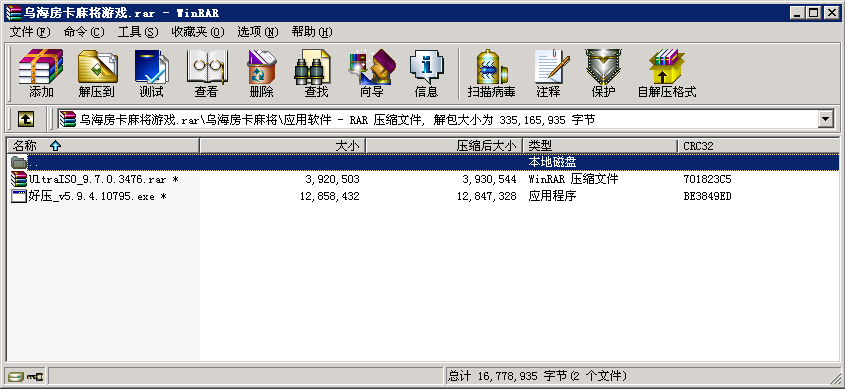 乌海房卡麻将游戏.rar - WinRAR
文件(F) 命令(C) 工具(S) 收藏夹(O) 选项(N) 帮助(H)
添加 解压到 测试 查看 删除 查找 向导 信息 扫描病毒 注释 保护 自解压格式
乌海房卡麻将游戏.rar\乌海房卡麻将\应用软件 - RAR 压缩文件, 解包大小为 335,165,935 字节
名称 大小 压缩后大小 类型 CRC32
.. 本地磁盘
UltraISO_9.7.0.3476.rar * 3,920,503 3,930,544 WinRAR 压缩文件 701823C5
好压_v5.9.4.10795.exe * 12,858,432 12,847,328 应用程序 BE3849ED
总计 16,778,935 字节(2 个文件)